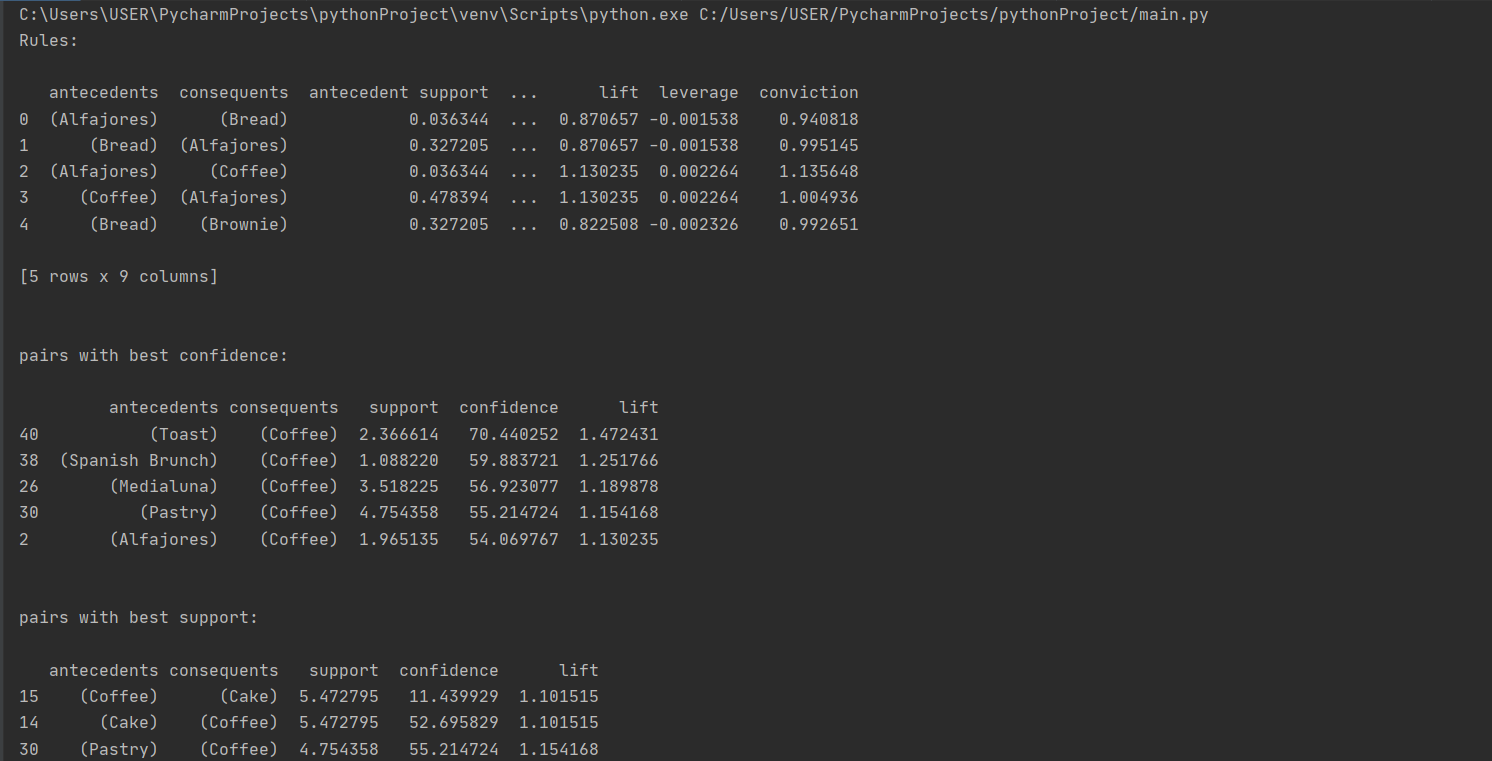 C:\Users\USER\PycharmProjects\pythonProject\venv\Scripts\python.exe C:/Users/USER/PycharmProjects/pythonProject/main.py
Rules:
antecedents consequents antecedent support ... lift leverage conviction
0 (Alfajores) (Bread) 0.036344 ... 0.870657 -0.001538 0.940818
1 (Bread) (Alfajores) 0.327205 ... 0.870657 -0.001538 0.995145
2 (Alfajores) (Coffee) 0.036344 ... 1.130235 0.002264 1.135648
3 (Coffee) (Alfajores) 0.478394 ... 1.130235 0.002264 1.004936
4 (Bread) (Brownie) 0.327205 ... 0.822508 -0.002326 0.992651
[5 rows x 9 columns]
pairs with best confidence:
antecedents consequents support confidence lift
40 (Toast) (Coffee) 2.366614 70.440252 1.472431
38 (Spanish Brunch) (Coffee) 1.088220 59.883721 1.251766
26 (Medialuna) (Coffee) 3.518225 56.923077 1.189878
30 (Pastry) (Coffee) 4.754358 55.214724 1.154168
2 (Alfajores) (Coffee) 1.965135 54.069767 1.130235
pairs with best support:
antecedents consequents support confidence lift
15 (Coffee) (Cake) 5.472795 11.439929 1.101515
14 (Cake) (Coffee) 5.472795 52.695829 1.101515
30 (Pastry) (Coffee) 4.754358 55.214724 1.154168